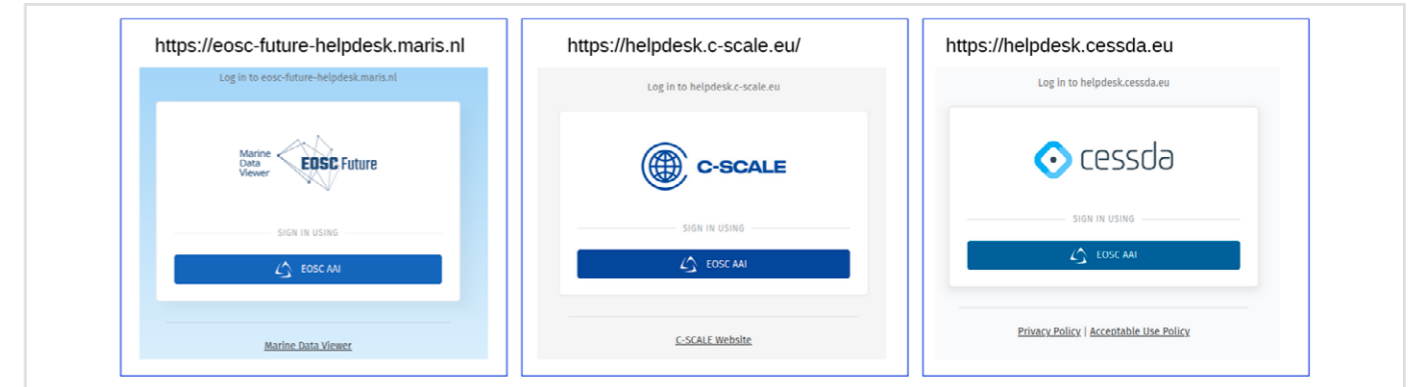 https://eosc-future-helpdesk.maris.nl
Log in to eosc-future-helpdesk.maris.nl
Marine
Data
Viewer
EOSC Future
SIGN IN USING
EOSC AAI
Marine Data Viewer
https://helpdesk.c-scale.eu/
Log in to helpdesk.c-scale.eu
C-SCALE
SIGN IN USING
EOSC AAI
C-SCALE Website
https://helpdesk.cessda.eu
Log in to helpdesk.cessda.eu
cessda
SIGN IN USING
EOSC AAI
Privacy Policy | Acceptable Use Policy